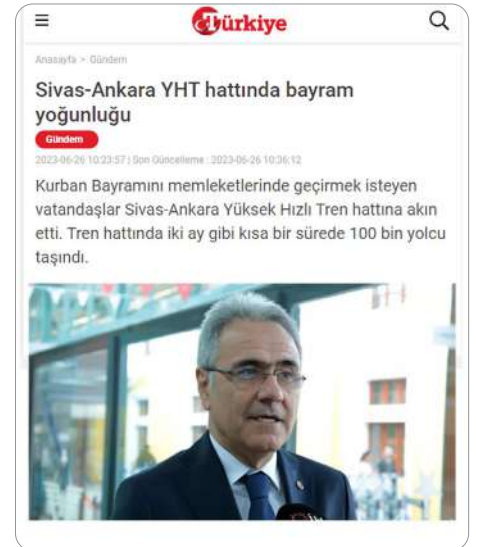 Türkiye
Anasayfa > Gündem
Sivas-Ankara YHT hattında bayram
yoğunluğu
Gündem
2023-06-26 10:23:57 | Son Güncelleme : 2023-06-26 10:36:12
Kurban Bayramını memleketlerinde geçirmek isteyen
vatandaşlar Sivas-Ankara Yüksek Hızlı Tren hattına akın
etti. Tren hattında iki ay gibi kısa bir sürede 100 bin yolcu
taşındı.